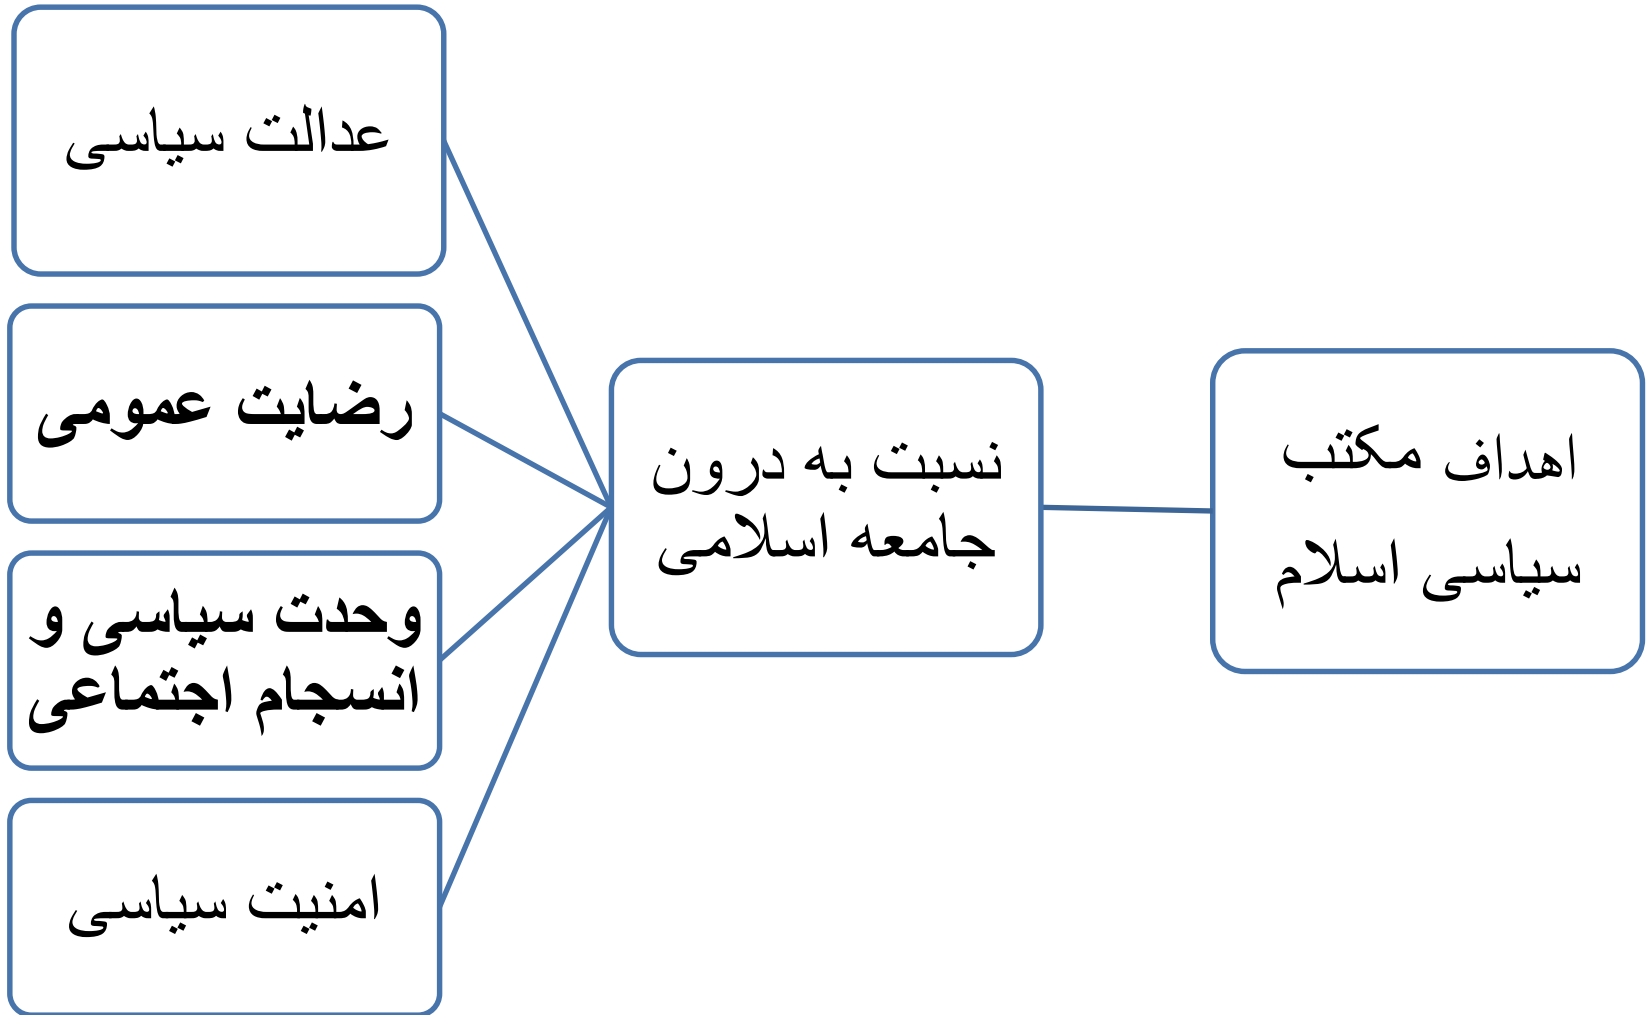 اهداف مکتب
سیاسی اسلام
نسبت به درون
جامعه اسلامی
عدالت سیاسی
رضایت عمومی
وحدت سیاسی و
انسجام اجتماعی
امنیت سیاسی